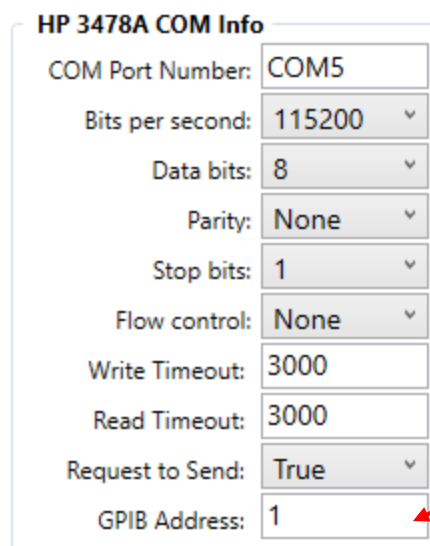 HP 3478A COM Info
COM Port Number: COM5
Bits per second: 115200
Data bits: 8
Parity: None
Stop bits: 1
Flow control: None
Write Timeout: 3000
Read Timeout: 3000
Request to Send: True
GPIB Address: 1